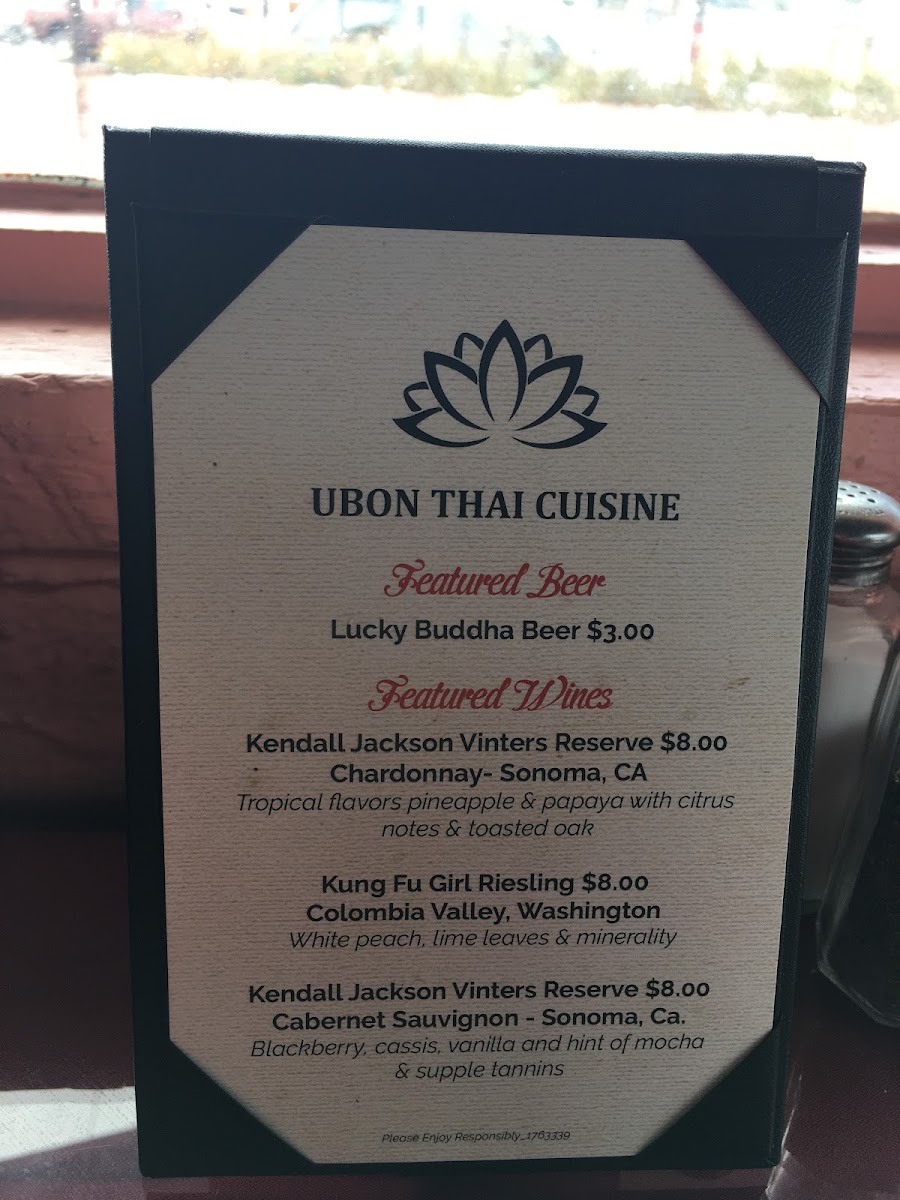 UBON THAI CUISINE
Featured Beer
Lucky Buddha Beer $3.00
Featured Wines
Kendall Jackson Vinters Reserve $8.00
Chardonnay- Sonoma, CA
Tropical flavors pineapple & papaya with citrus
notes & toasted oak
Kung Fu Girl Riesling $8.00
Colombia Valley, Washington
White peach, lime leaves & minerality
Kendall Jackson Vinters Reserve $8.00
Cabernet Sauvignon - Sonoma, Ca.
Blackberry, cassis, vanilla and hint of mocha
& supple tannins
Please Enjoy Responsibly_1763339